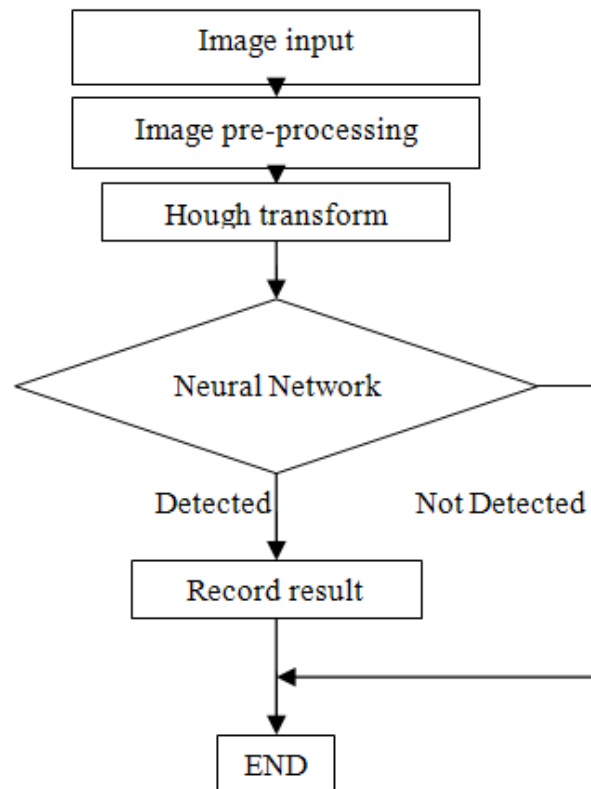 Image input
Image pre-processing
Hough transform
Neural Network
Detected
Not Detected
Record result
END